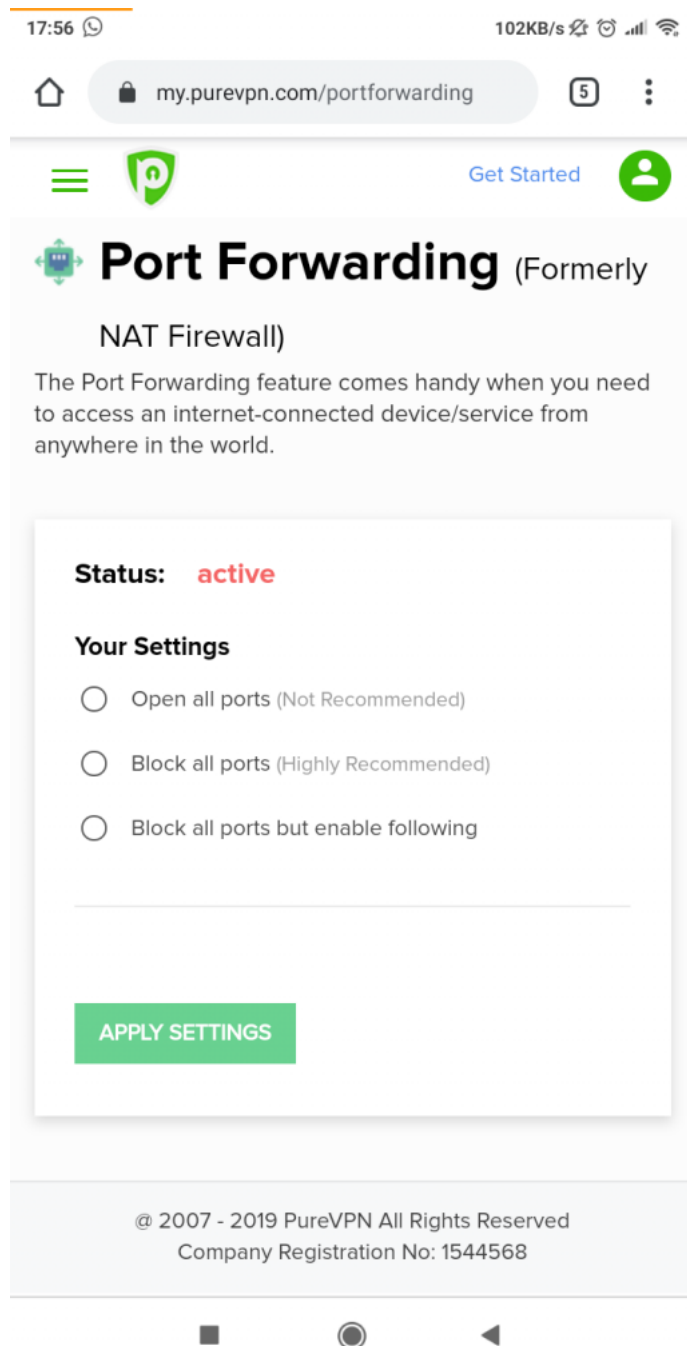 17:56 102KB/s
my.purevpn.com/portforwarding 5
Get Started
Port Forwarding (Formerly
NAT Firewall)
The Port Forwarding feature comes handy when you need
to access an internet-connected device/service from
anywhere in the world.
Status: active
Your Settings
Open all ports (Not Recommended)
Block all ports (Highly Recommended)
Block all ports but enable following
APPLY SETTINGS
@ 2007 - 2019 PureVPN All Rights Reserved
Company Registration No: 1544568